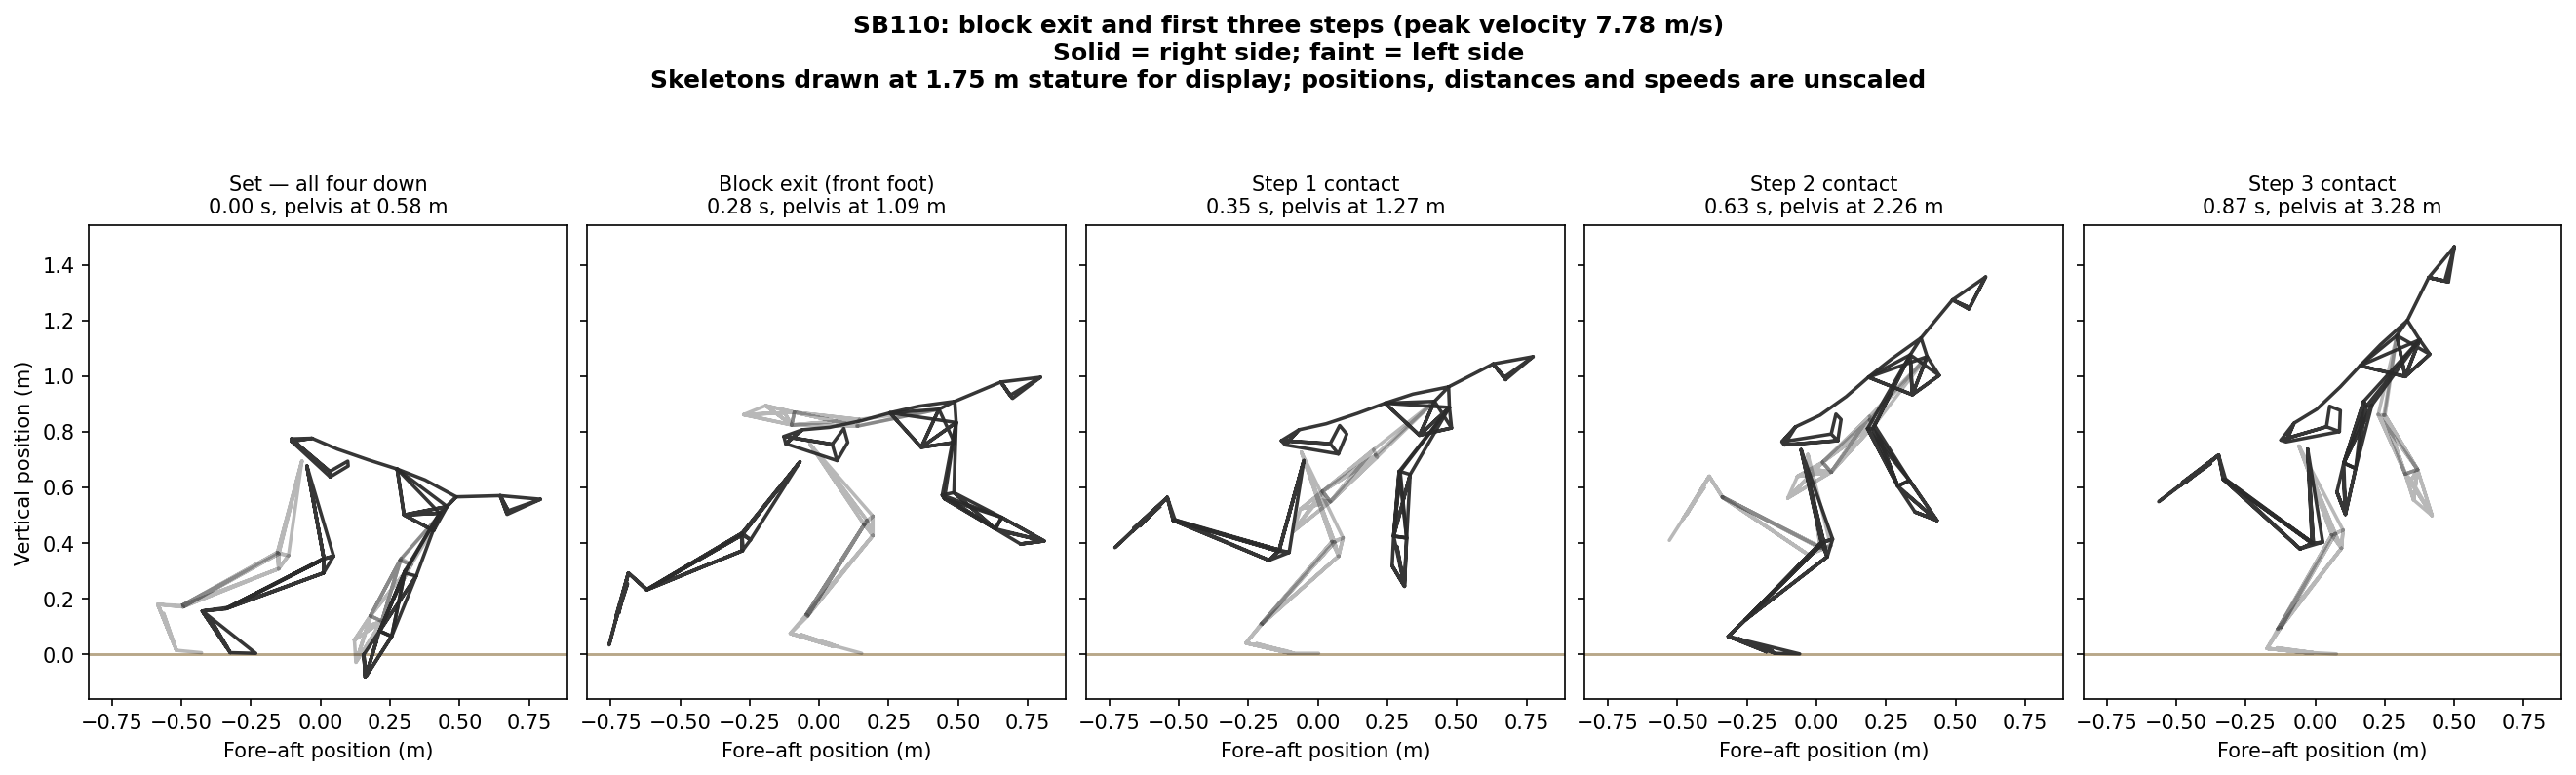 SB110: block exit and first three steps (peak velocity 7.78 m/s)
Solid = right side; faint = left side
Skeletons drawn at 1.75 m stature for display; positions, distances and speeds are unscaled
Set — all four down
0.00 s, pelvis at 0.58 m
Block exit (front foot)
0.28 s, pelvis at 1.09 m
Step 1 contact
0.35 s, pelvis at 1.27 m
Step 2 contact
0.63 s, pelvis at 2.26 m
Step 3 contact
0.87 s, pelvis at 3.28 m
Vertical position (m)
1.4
1.2
1.0
0.8
0.6
0.4
0.2
0.0
−0.75 −0.50 −0.25 0.00 0.25 0.50 0.75
−0.75 −0.50 −0.25 0.00 0.25 0.50 0.75
−0.75 −0.50 −0.25 0.00 0.25 0.50 0.75
−0.75 −0.50 −0.25 0.00 0.25 0.50 0.75
−0.75 −0.50 −0.25 0.00 0.25 0.50 0.75
Fore–aft position (m)
Fore–aft position (m)
Fore–aft position (m)
Fore–aft position (m)
Fore–aft position (m)